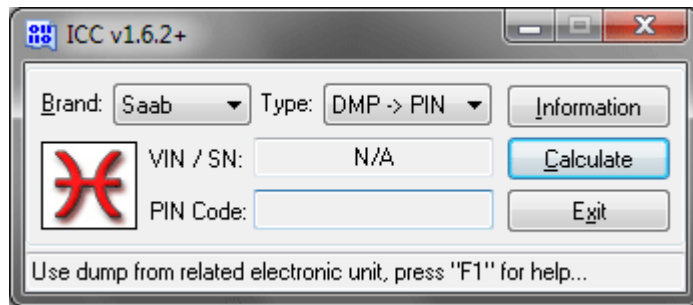 ICC v1.6.2+
Brand: Saab Type: DMP -> PIN Information
VIN / SN: N/A Calculate
PIN Code: Exit
Use dump from related electronic unit, press "F1" for help...